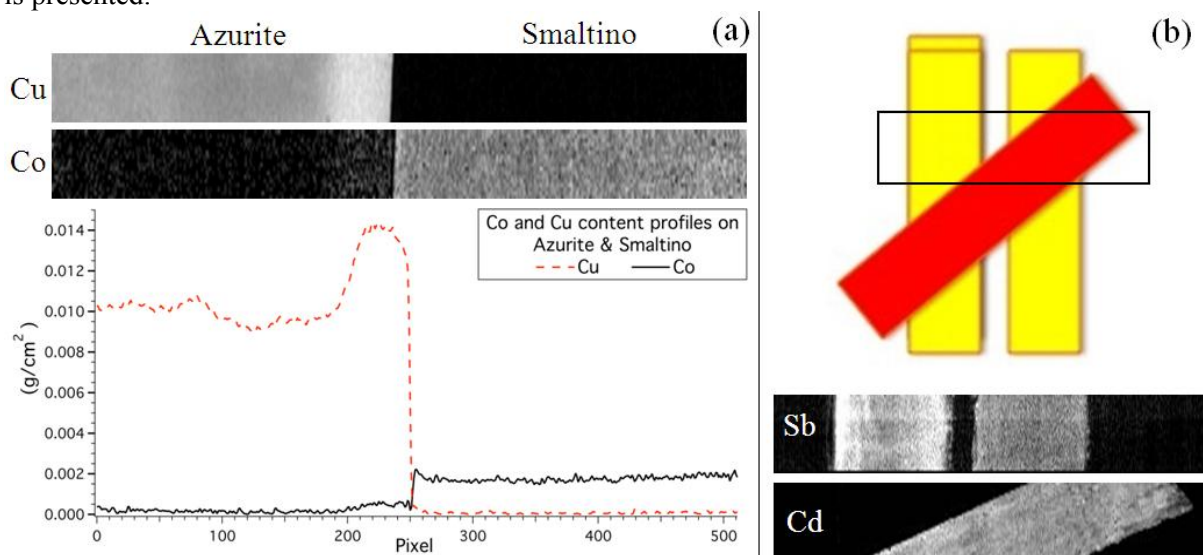 is presented.
Azurite Smaltino (a) (b)
Cu
Co
Co and Cu content profiles on
Azurite & Smaltino
Cu Co
0.014
0.012
0.010
0.008
0.006
0.004
0.002
0.000
(g/cm²)
0 100 200 300 400 500
Pixel
Sb
Cd